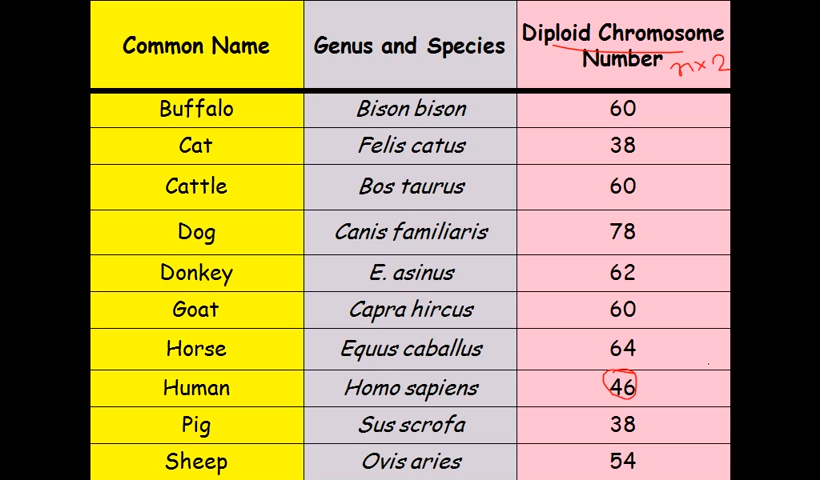 Common Name Genus and Species Diploid Chromosome
Number n×2
Buffalo Bison bison 60
Cat Felis catus 38
Cattle Bos taurus 60
Dog Canis familiaris 78
Donkey E. asinus 62
Goat Capra hircus 60
Horse Equus caballus 64
Human Homo sapiens 46
Pig Sus scrofa 38
Sheep Ovis aries 54